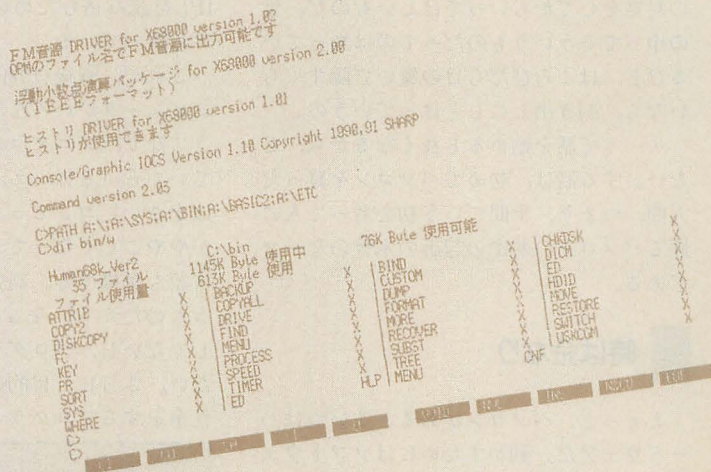 FM音源 DRIVER for X68000 version 1.02
OPMのファイル名でFM音源に出力可能です
浮動小数点演算パッケージ for X68000 version 2.00
(IEEEフォーマット)
ヒストリ DRIVER for X68000 version 1.01
ヒストリが使用できます
Console/Graphic IOCS Version 1.10 Copyright 1990,91 SHARP
Command version 2.05
C>PATH A:\;A:\SYS;A:\BIN;A:\BASIC2;A:\ETC
C>dir bin/w
Human68k_Ver2 C:\bin
35 ファイル 1145K Byte 使用中 76K Byte 使用可能
ファイル使用量 613K Byte 使用
ATTRIB X | BACKUP X | BIND X | CHKDSK X
COPY2 X | COPYALL X | CUSTOM X | DICM X
DISKCOPY X | DRIVE X | DUMP X | ED X
FC X | FIND X | FORMAT X | HDID X
KEY X | MENU X | MORE X | MOVE X
PR X | PROCESS X | RECOVER X | RESTORE X
SORT X | SPEED X | SUBST X | SWITCH X
SYS X | TIMER X | TREE X | USKCGM X
WHERE X | ED HLP | MENU CNF
C>
C>